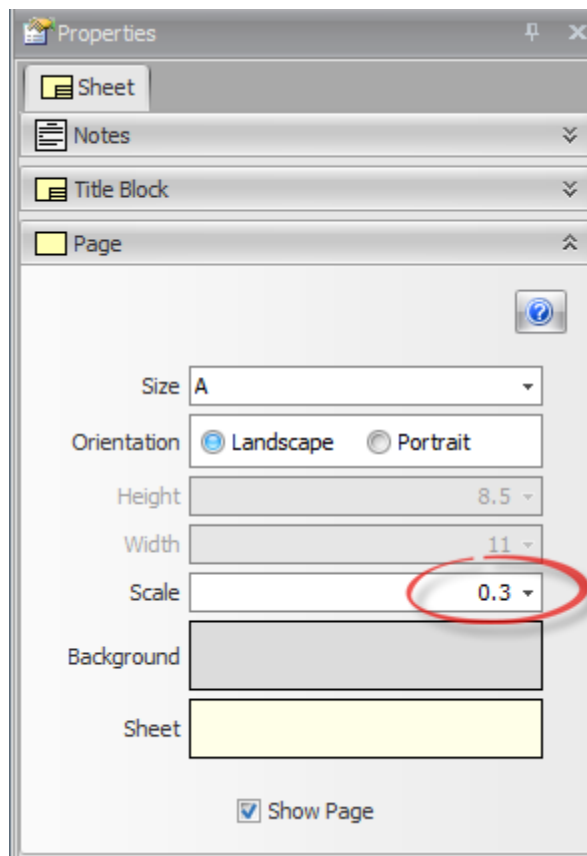 Properties
Sheet
Notes
Title Block
Page
Size A
Orientation Landscape Portrait
Height 8.5
Width 11
Scale 0.3
Background
Sheet
Show Page